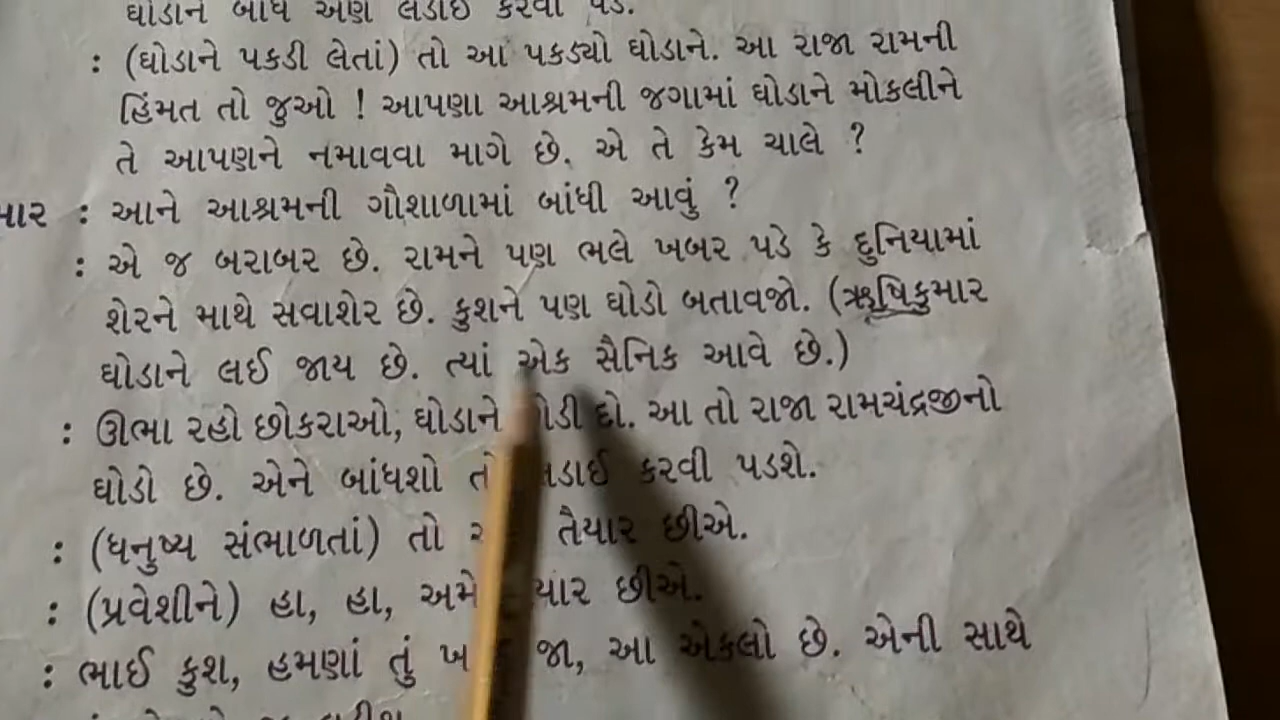 ઘોડાને બાંધે એણે લડાઈ કરવી પડે.
: (ઘોડાને પકડી લેતાં) તો આ પકડ્યો ઘોડાને. આ રાજા રામની
હિંમત તો જુઓ ! આપણા આશ્રમની જગામાં ઘોડાને મોકલીને
તે આપણને નમાવવા માગે છે. એ તે કેમ ચાલે ?
માર : આને આશ્રમની ગૌશાળામાં બાંધી આવું ?
: એ જ બરાબર છે. રામને પણ ભલે ખબર પડે કે દુનિયામાં
શેરને માથે સવાશેર છે. કુશને પણ ઘોડો બતાવજો. (ઋષિકુમાર
ઘોડાને લઈ જાય છે. ત્યાં એક સૈનિક આવે છે.)
: ઊભા રહો છોકરાઓ, ઘોડાને છોડી દો. આ તો રાજા રામચંદ્રજીનો
ઘોડો છે. એને બાંધશો તો લડાઈ કરવી પડશે.
: (ધનુષ્ય સંભાળતાં) તો તૈયાર છીએ.
: (પ્રવેશીને) હા, હા, અમે તૈયાર છીએ.
: ભાઈ કુશ, હમણાં તું જા, આ એકલો છે. એની સાથે